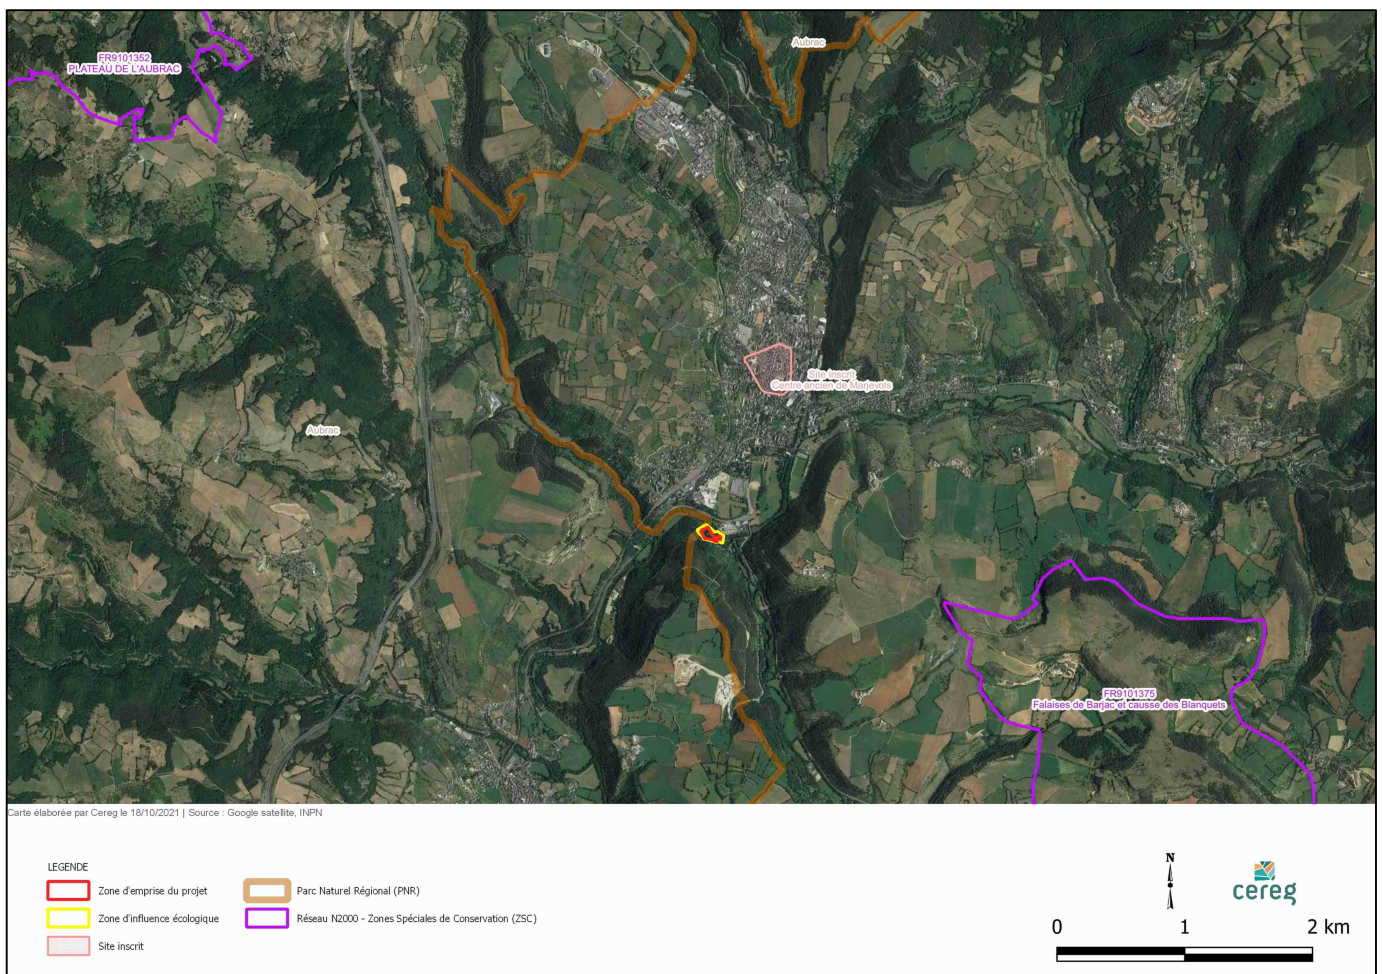 FR9101352
PLATEAU DE L'AUBRAC
Aubrac
Site inscrit
Centre ancien de Marjevols
Aubrac
FR9101375
Falaises de Barjac et causse des Blanquets
Carte élaborée par Cereg le 18/10/2021 | Source : Google satellite, INPN
LEGENDE
Zone d'emprise du projet
Zone d'influence écologique
Site inscrit
Parc Naturel Régional (PNR)
Réseau N2000 - Zones Spéciales de Conservation (ZSC)
N
cereg
0 1 2 km